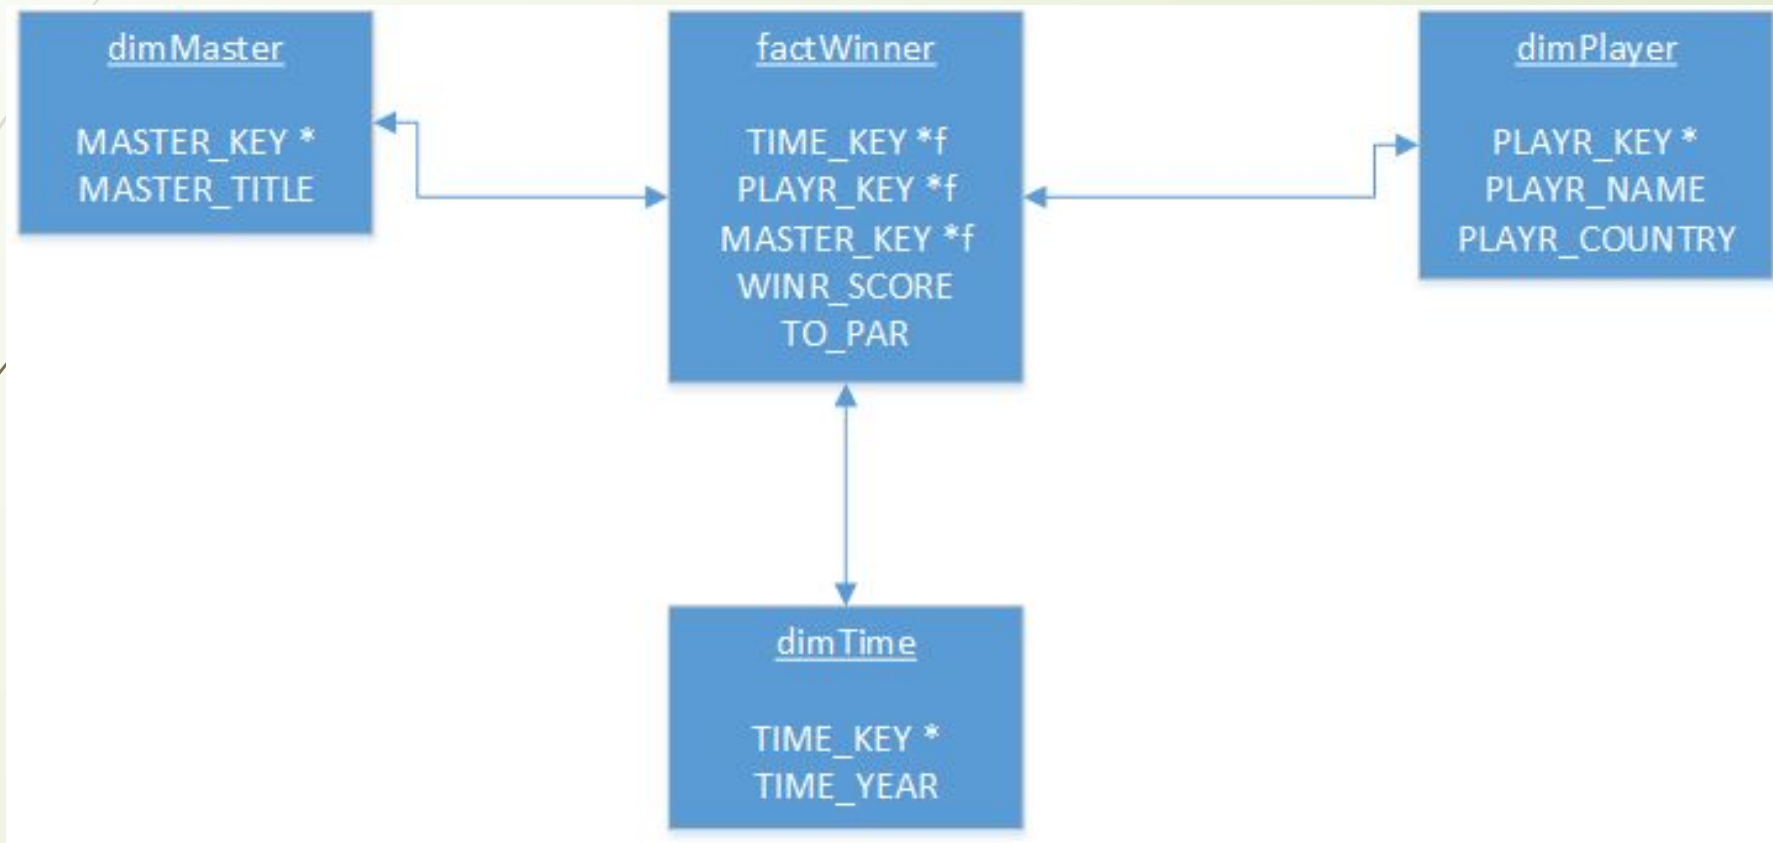 dimMaster
MASTER_KEY *
MASTER_TITLE
factWinner
TIME_KEY *f
PLAYR_KEY *f
MASTER_KEY *f
WINR_SCORE
TO_PAR
dimPlayer
PLAYR_KEY *
PLAYR_NAME
PLAYR_COUNTRY
dimTime
TIME_KEY *
TIME_YEAR